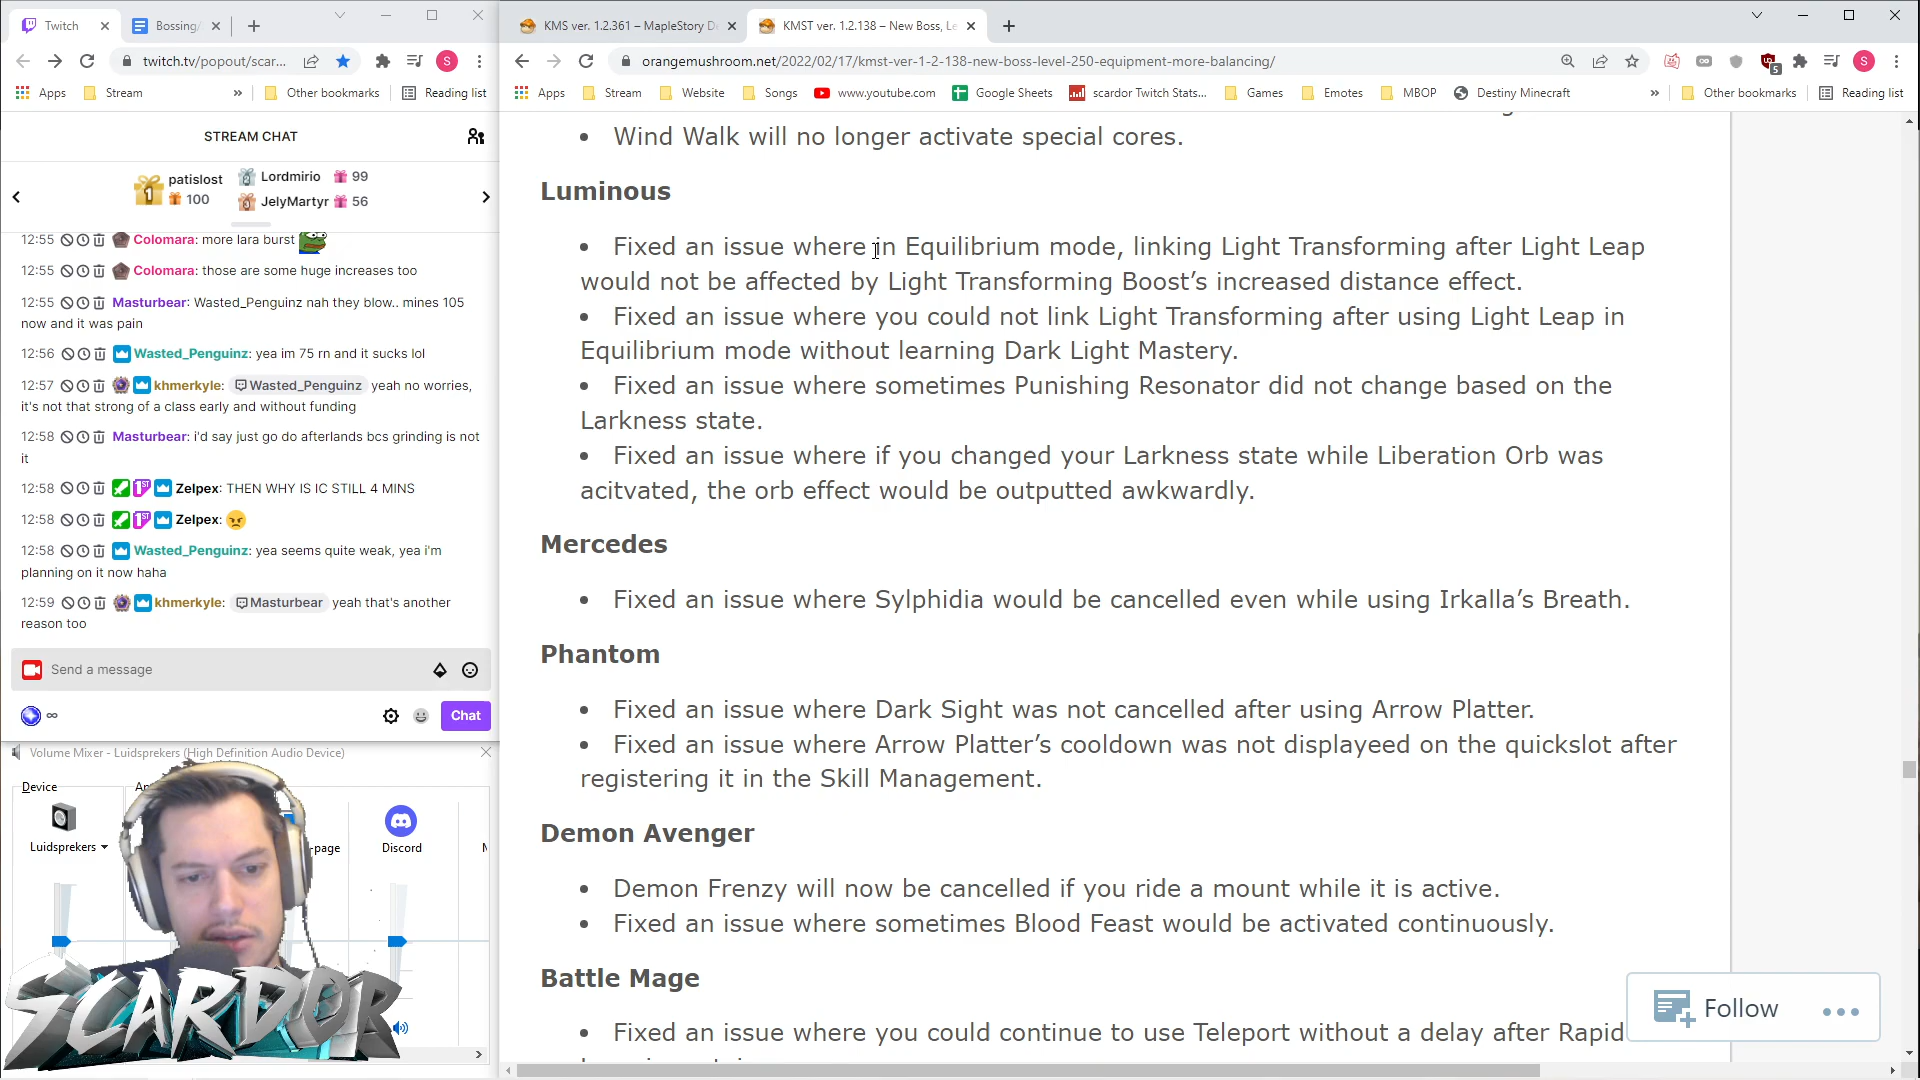 Twitch
Bossing/
KMS ver. 1.2.361 – MapleStory D
KMST ver. 1.2.138 – New Boss, Le
twitch.tv/popout/scar...
S
orangemushroom.net/2022/02/17/kmst-ver-1-2-138-new-boss-level-250-equipment-more-balancing/
5
S
Apps
Stream
»
Other bookmarks
Reading list
Apps
Stream
Website
Songs
www.youtube.com
Google Sheets
scardor Twitch Stats...
Games
Emotes
MBOP
Destiny Minecraft
»
Other bookmarks
Reading list
STREAM CHAT
1
patislost
100
Lordmirio 99
JelyMartyr 56
12:55 Colomara: more lara burst
12:55 Colomara: those are some huge increases too
12:55 Masturbear: Wasted_Penguinz nah they blow.. mines 105
now and it was pain
12:56 Wasted_Penguinz: yea im 75 rn and it sucks lol
12:57 khmerkyle: Wasted_Penguinz yeah no worries,
it's not that strong of a class early and without funding
12:58 Masturbear: i'd say just go do afterlands bcs grinding is not
it
12:58 1ST Zelpex: THEN WHY IS IC STILL 4 MINS
12:58 1ST Zelpex:
12:58 Wasted_Penguinz: yea seems quite weak, yea i'm
planning on it now haha
12:59 khmerkyle: Masturbear yeah that's another
reason too
Send a message
∞
Chat
Volume Mixer - Luidsprekers (High Definition Audio Device)
Device
Luidsprekers
-page
Discord
SCARDOR
Wind Walk will no longer activate special cores.
Luminous
• Fixed an issue where in Equilibrium mode, linking Light Transforming after Light Leap
would not be affected by Light Transforming Boost’s increased distance effect.
• Fixed an issue where you could not link Light Transforming after using Light Leap in
Equilibrium mode without learning Dark Light Mastery.
• Fixed an issue where sometimes Punishing Resonator did not change based on the
Larkness state.
• Fixed an issue where if you changed your Larkness state while Liberation Orb was
acitvated, the orb effect would be outputted awkwardly.
Mercedes
• Fixed an issue where Sylphidia would be cancelled even while using Irkalla’s Breath.
Phantom
• Fixed an issue where Dark Sight was not cancelled after using Arrow Platter.
• Fixed an issue where Arrow Platter’s cooldown was not displayeed on the quickslot after
registering it in the Skill Management.
Demon Avenger
• Demon Frenzy will now be cancelled if you ride a mount while it is active.
• Fixed an issue where sometimes Blood Feast would be activated continuously.
Battle Mage
• Fixed an issue where you could continue to use Teleport without a delay after Rapid
Follow